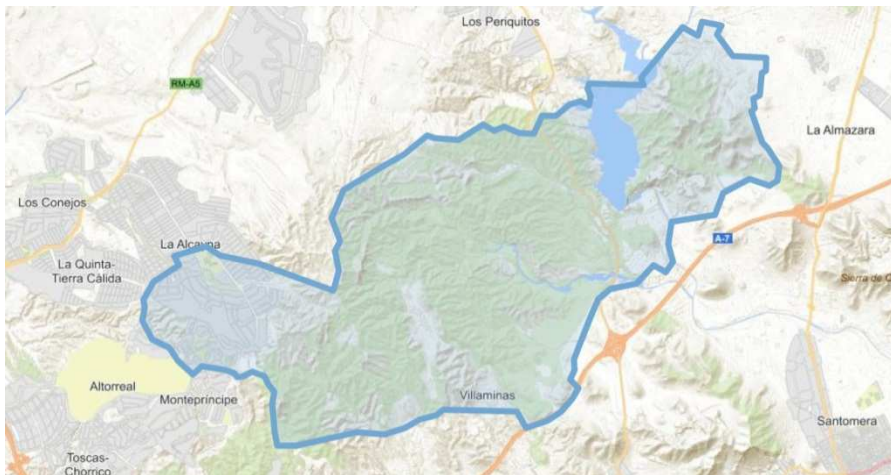 Los Periquitos
RM-A5
La Almazara
Los Conejos
La Alcayna
A-7
La Quinta-
Tierra Cálida
Altorreal
Villaminas
Montepríncipe
Santomera
Toscas-
Chorrico